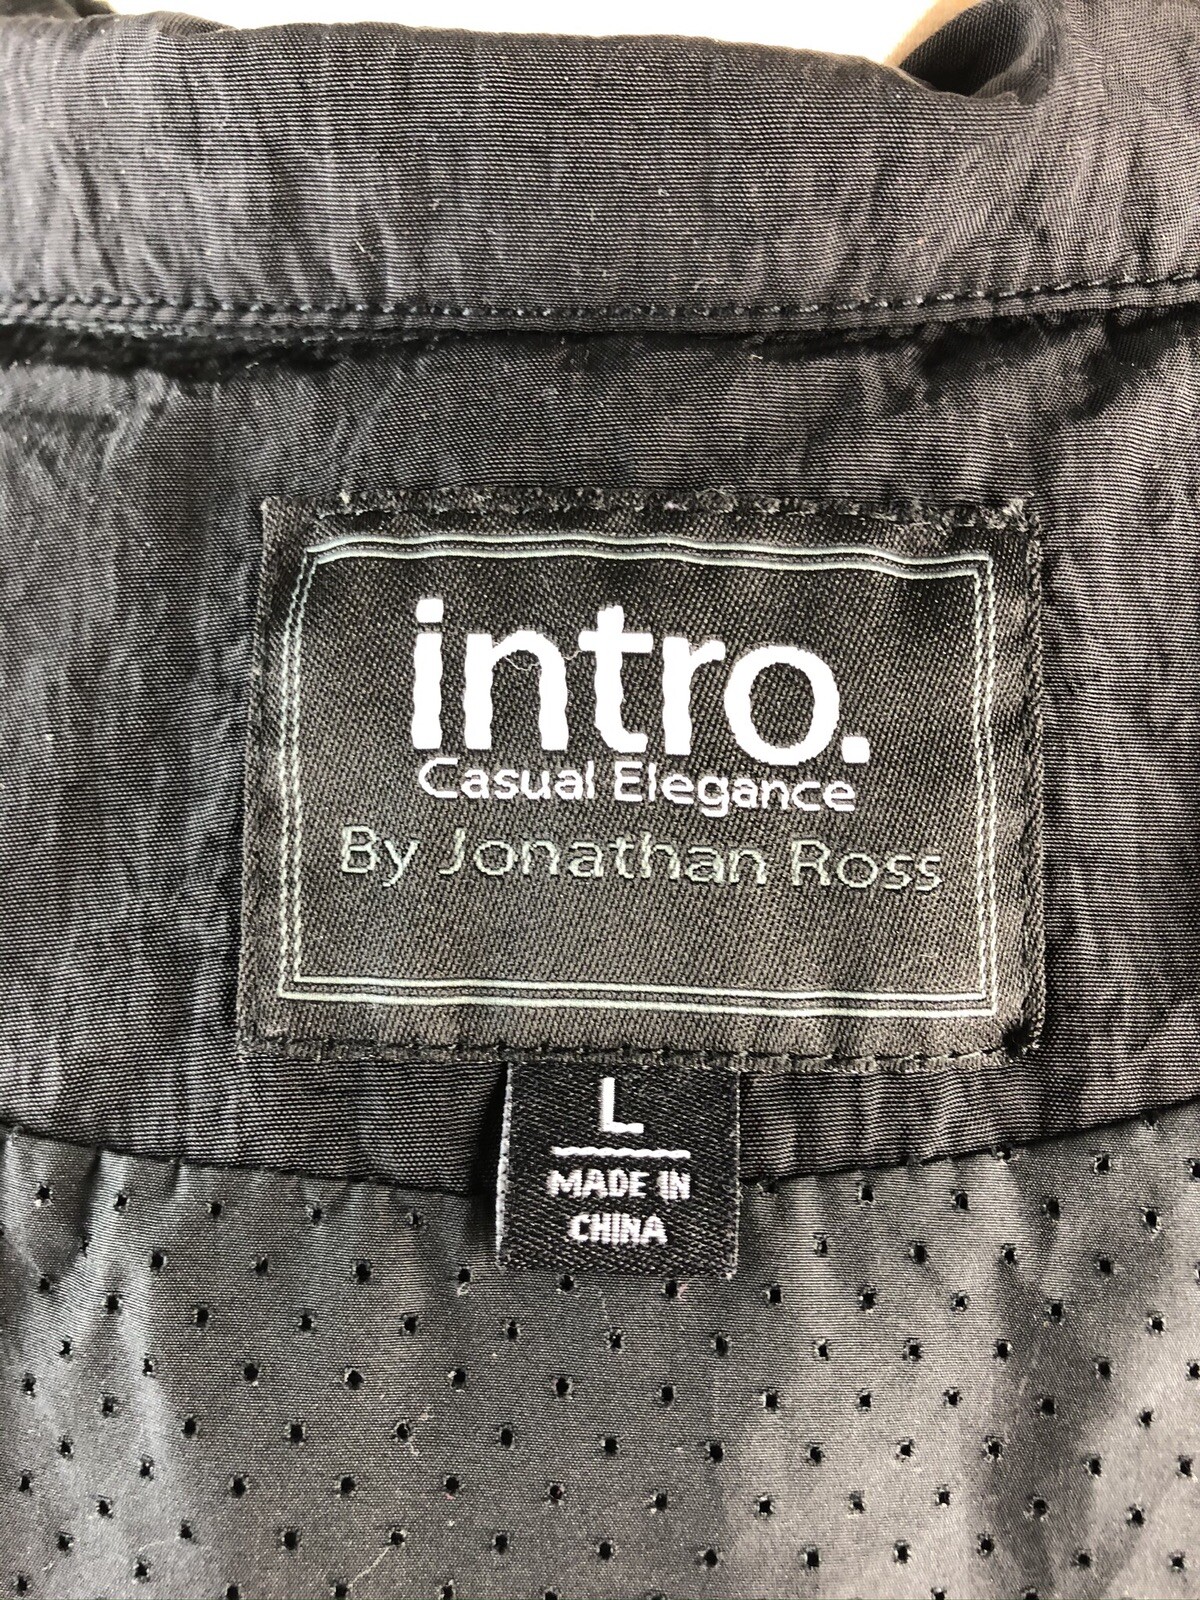 intro.
Casual Elegance
By Jonathan Ross
L
MADE IN
CHINA